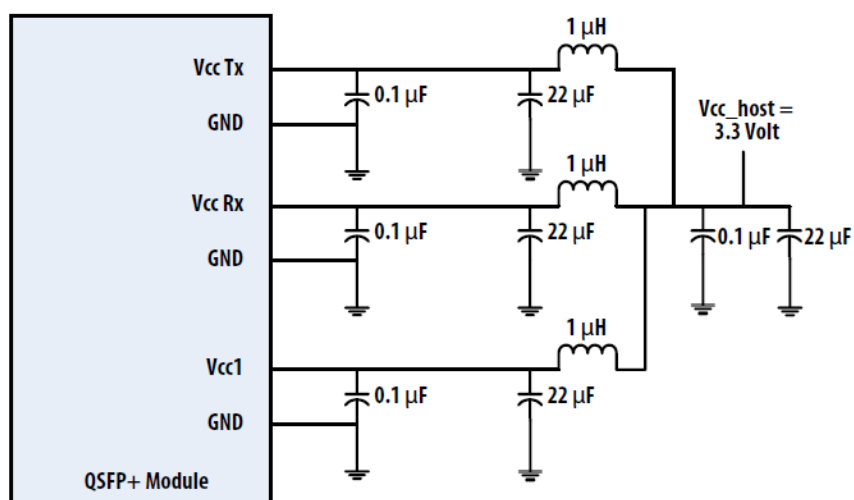 1 μH
Vcc Tx
0.1 μF
22 μF
GND
Vcc_host =
3.3 Volt
1 μH
Vcc Rx
0.1 μF
22 μF
0.1 μF
22 μF
GND
1 μH
Vcc1
0.1 μF
22 μF
GND
QSFP+ Module